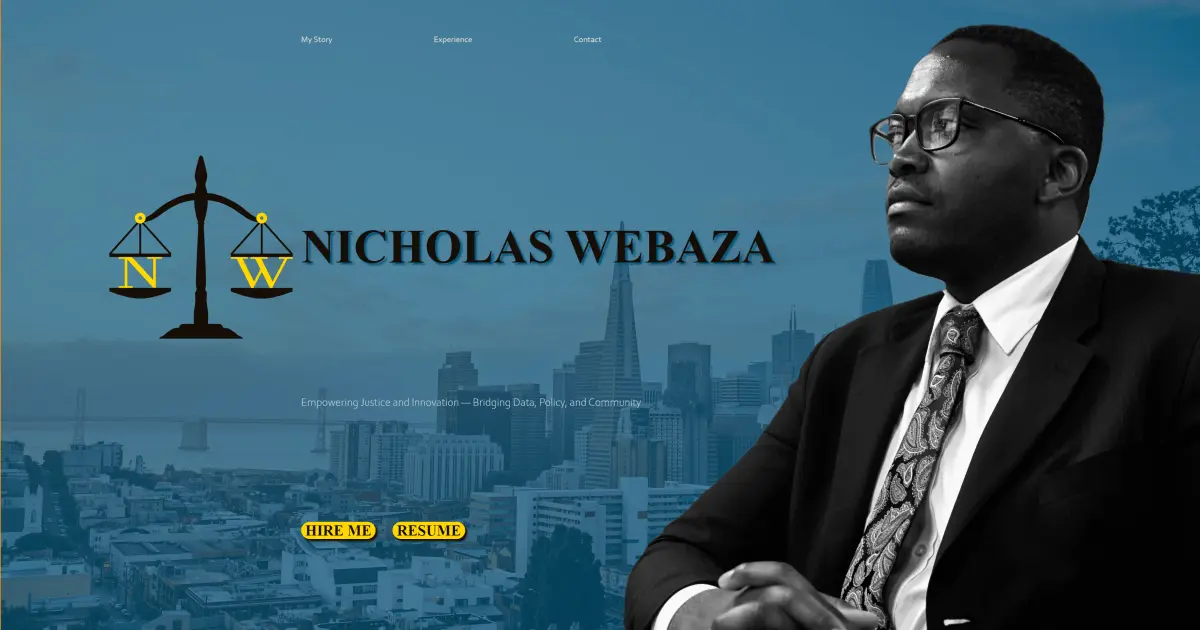 My Story
Experience
Contact
N W
NICHOLAS WEBAZA
Empowering Justice and Innovation — Bridging Data, Policy, and Community
HIRE ME
RESUME